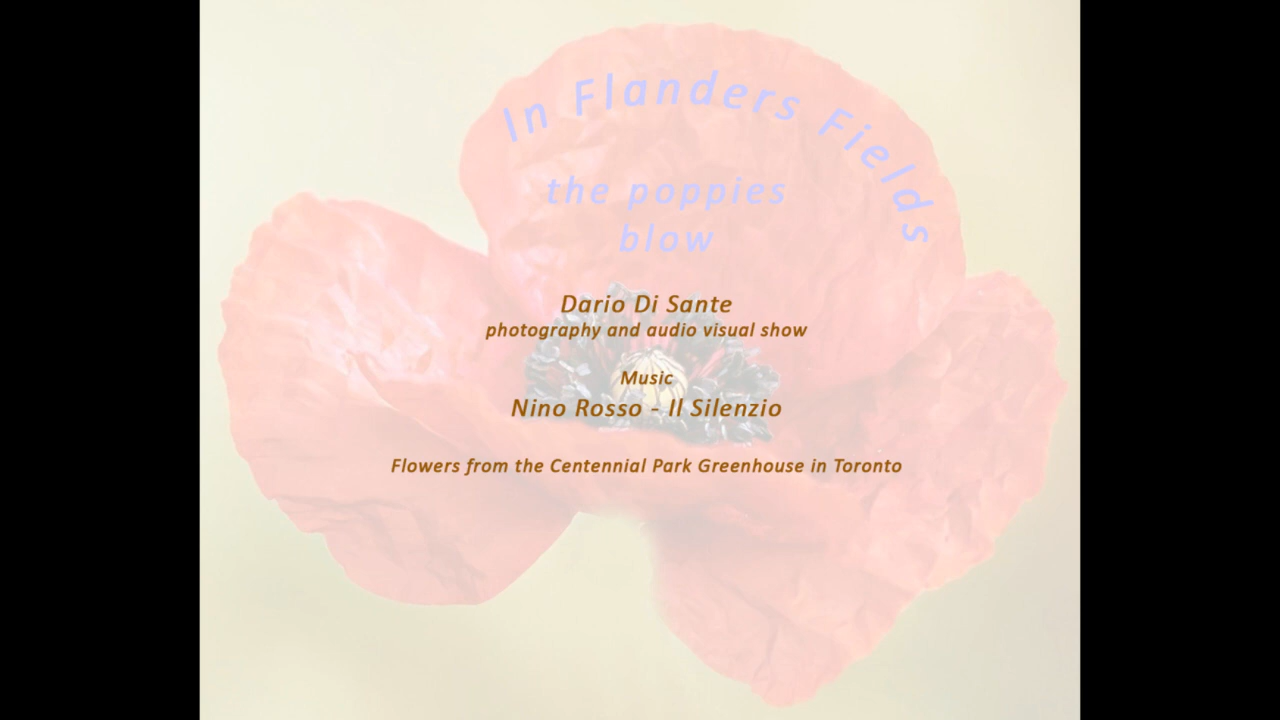 In Flanders Fields
the poppies
blow
Dario Di Sante
photography and audio visual show
Music
Nino Rosso - Il Silenzio
Flowers from the Centennial Park Greenhouse in Toronto